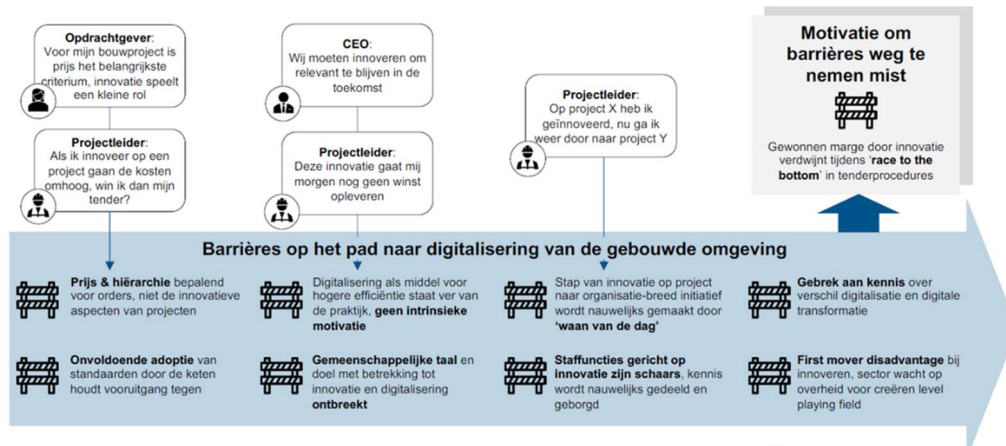 Opdrachtgever:
Voor mijn bouwproject is
prijs het belangrijkste
criterium, innovatie speelt
een kleine rol
Projectleider:
Als ik innoveer op een
project gaan de kosten
omhoog, win ik dan mijn
tender?
CEO:
Wij moeten innoveren om
relevant te blijven in de
toekomst
Projectleider:
Deze innovatie gaat mij
morgen nog geen winst
opleveren
Projectleider:
Op project X heb ik
geïnnoveerd, nu ga ik
weer door naar project Y
Motivatie om
barrières weg te
nemen mist
Gewonnen marge door innovatie
verdwijnt tijdens ‘race to the
bottom’ in tenderprocedures
Barrières op het pad naar digitalisering van de gebouwde omgeving
Prijs & hiërarchie bepalend
voor orders, niet de innovatieve
aspecten van projecten
Digitalisering als middel voor
hogere efficiëntie staat ver van
de praktijk, geen intrinsieke
motivatie
Stap van innovatie op project
naar organisatie-breed initiatief
wordt nauwelijks gemaakt door
‘waan van de dag’
Gebrek aan kennis over
verschil digitalisatie en digitale
transformatie
Onvoldoende adoptie van
standaarden door de keten
houdt vooruitgang tegen
Gemeenschappelijke taal en
doel met betrekking tot
innovatie en digitalisering
ontbreekt
Staffuncties gericht op
innovatie zijn schaars, kennis
wordt nauwelijks gedeeld en
geborgd
First mover disadvantage bij
innoveren, sector wacht op
overheid voor creëren level
playing field